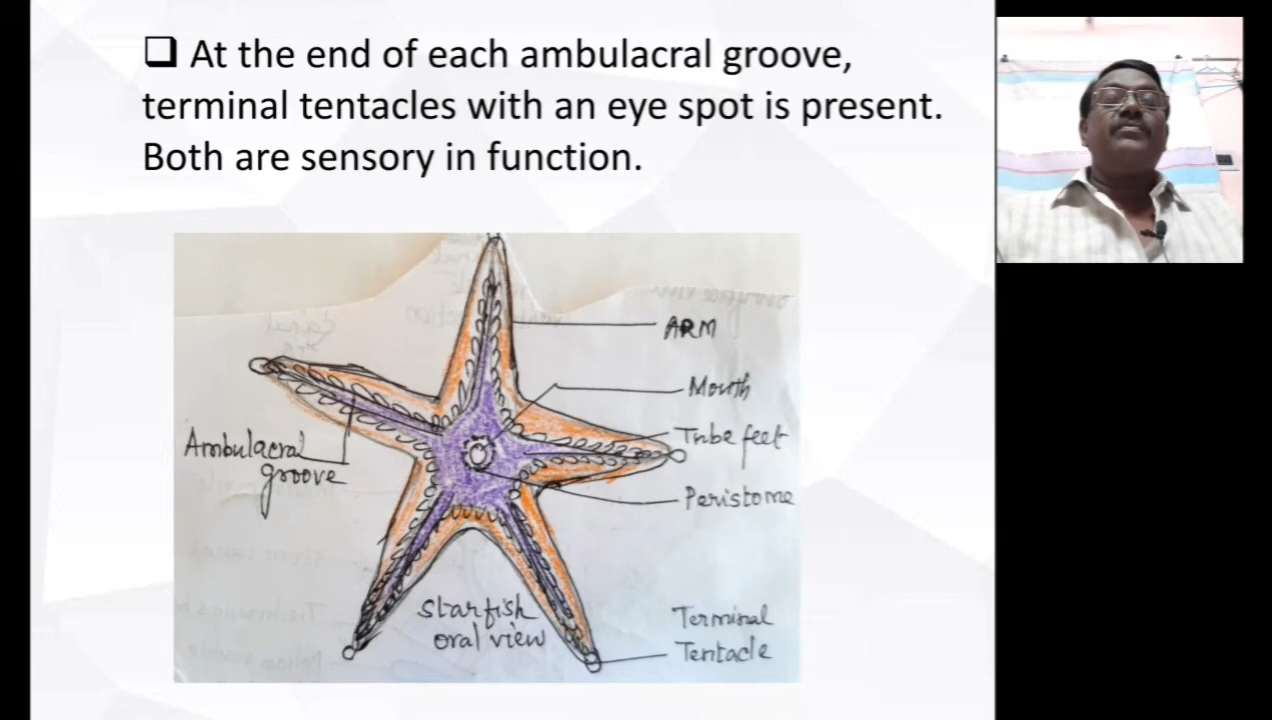 ❑ At the end of each ambulacral groove,
terminal tentacles with an eye spot is present.
Both are sensory in function.
ARM
Mouth
Tube feet
Ambulacral
groove
Peristome
Starfish
oral view
Terminal
Tentacle